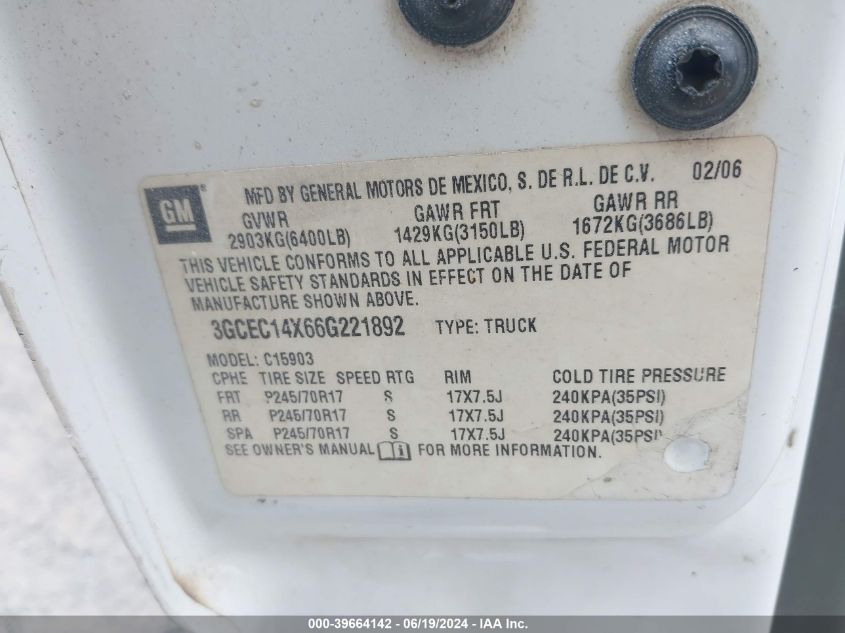 GM ®
MFD BY GENERAL MOTORS DE MEXICO, S. DE R.L. DE C.V. 02/06
GVWR GAWR FRT GAWR RR
2903KG(6400LB) 1429KG(3150LB) 1672KG(3686LB)
THIS VEHICLE CONFORMS TO ALL APPLICABLE U.S. FEDERAL MOTOR
VEHICLE SAFETY STANDARDS IN EFFECT ON THE DATE OF
MANUFACTURE SHOWN ABOVE.
3GCEC14X66G221892 TYPE: TRUCK
MODEL: C15903
CPHE TIRE SIZE SPEED RTG RIM COLD TIRE PRESSURE
FRT P245/70R17 S 17X7.5J 240KPA(35PSI)
RR P245/70R17 S 17X7.5J 240KPA(35PSI)
SPA P245/70R17 S 17X7.5J 240KPA(35PSI)
SEE OWNER'S MANUAL i FOR MORE INFORMATION.
000-39664142 - 06/19/2024 - IAA Inc.